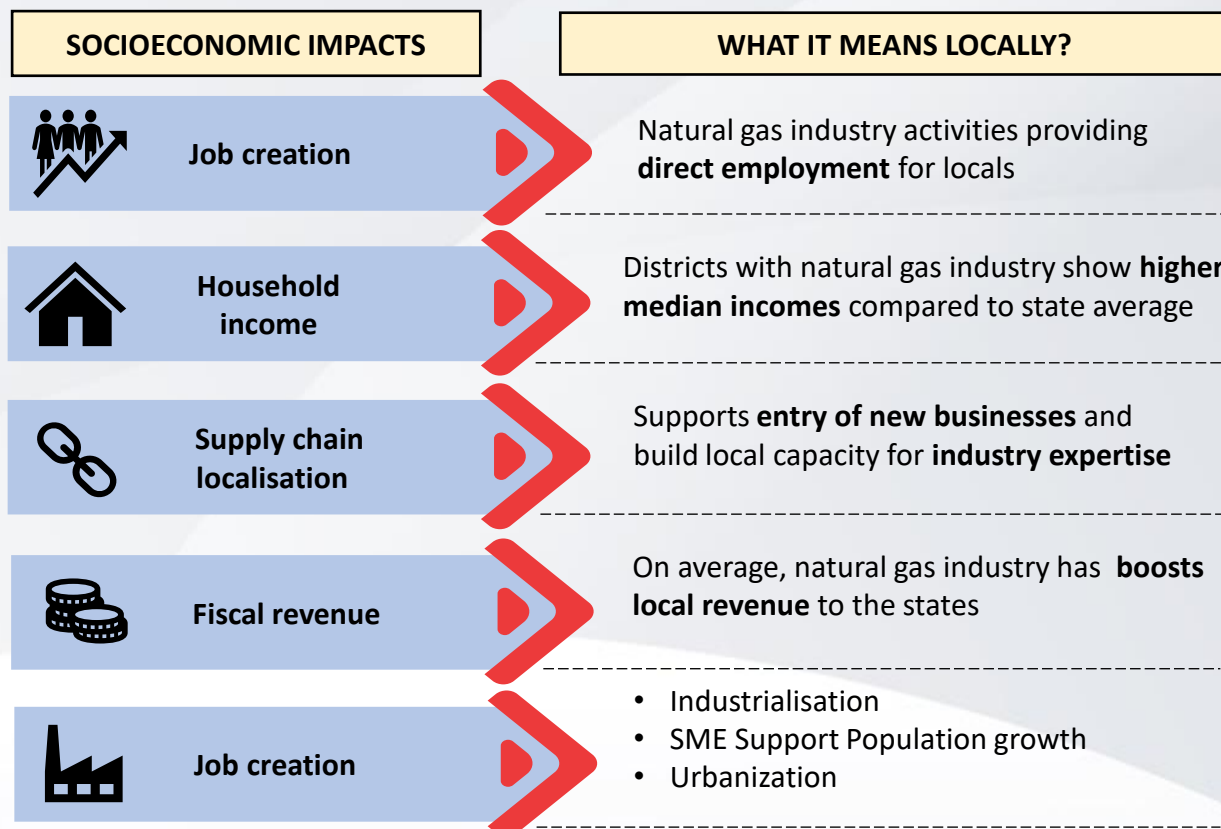 SOCIOECONOMIC IMPACTS
WHAT IT MEANS LOCALLY?
Job creation
Natural gas industry activities providing
direct employment for locals
Household
income
Districts with natural gas industry show higher
median incomes compared to state average
Supply chain
localisation
Supports entry of new businesses and
build local capacity for industry expertise
Fiscal revenue
On average, natural gas industry has boosts
local revenue to the states
Job creation
• Industrialisation
• SME Support Population growth
• Urbanization